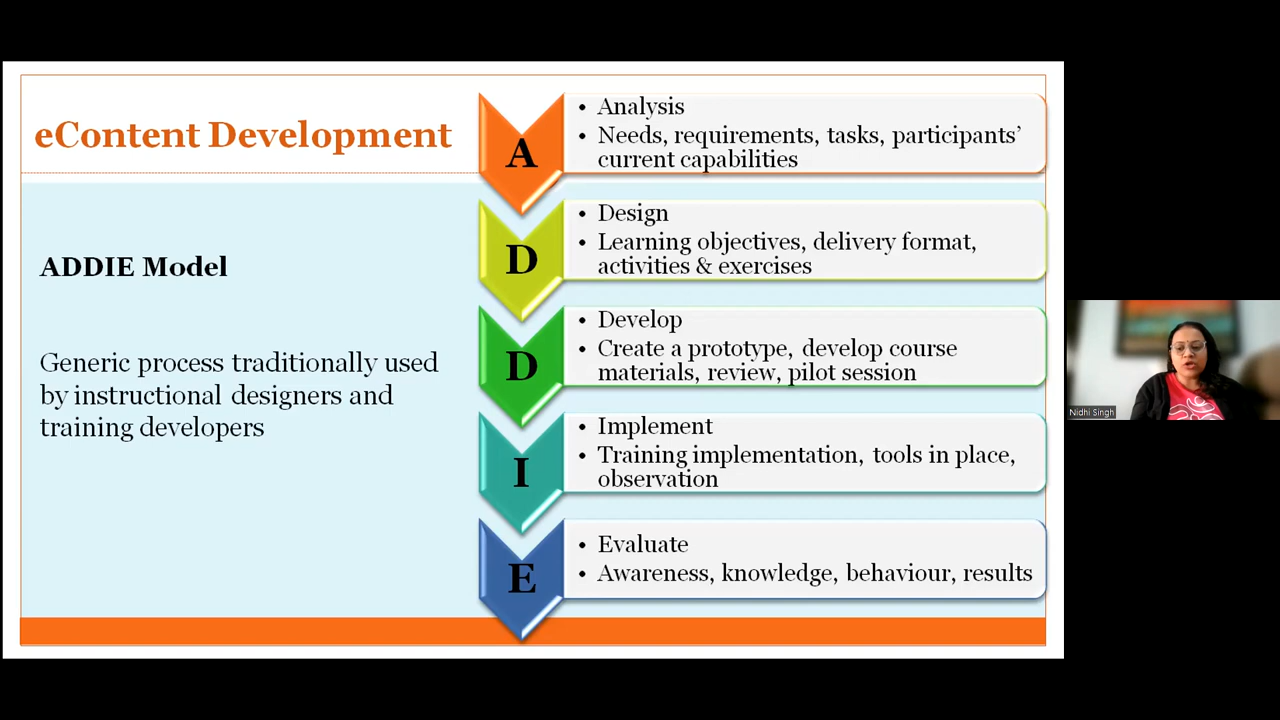 eContent Development
ADDIE Model
Generic process traditionally used
by instructional designers and
training developers
A
• Analysis
• Needs, requirements, tasks, participants’
current capabilities
D
• Design
• Learning objectives, delivery format,
activities & exercises
D
• Develop
• Create a prototype, develop course
materials, review, pilot session
I
• Implement
• Training implementation, tools in place,
observation
E
• Evaluate
• Awareness, knowledge, behaviour, results
Nidhi Singh